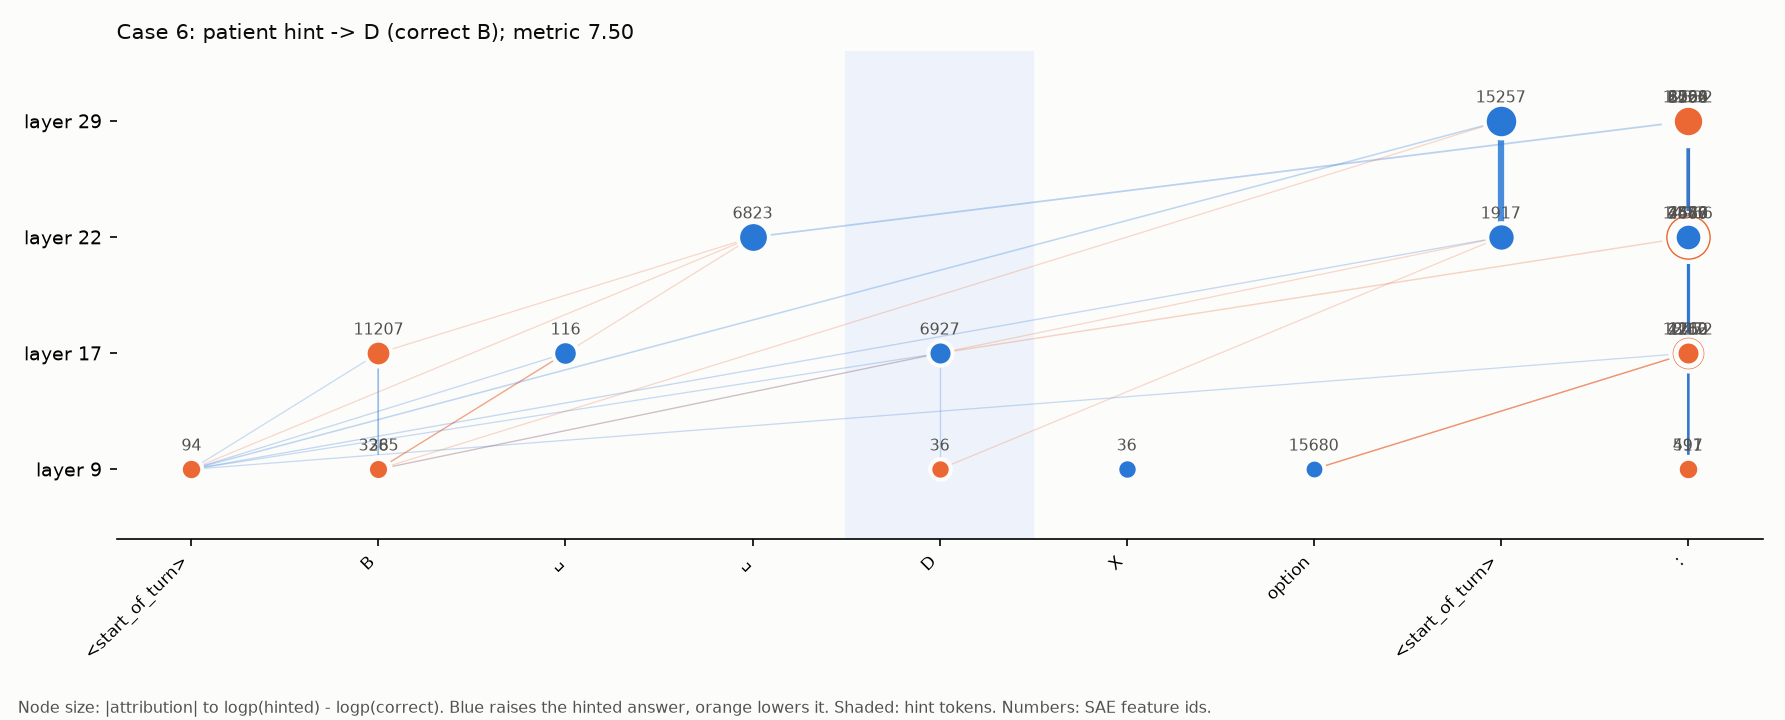 Case 6: patient hint -> D (correct B); metric 7.50
layer 29
15257
layer 22
6823
1917
layer 17
11207
116
6927
layer 9
94
36
36
15680
<start_of_turn>
B
␣
␣
D
X
option
<start_of_turn>
:
Node size: |attribution| to logp(hinted) - logp(correct). Blue raises the hinted answer, orange lowers it. Shaded: hint tokens. Numbers: SAE feature ids.